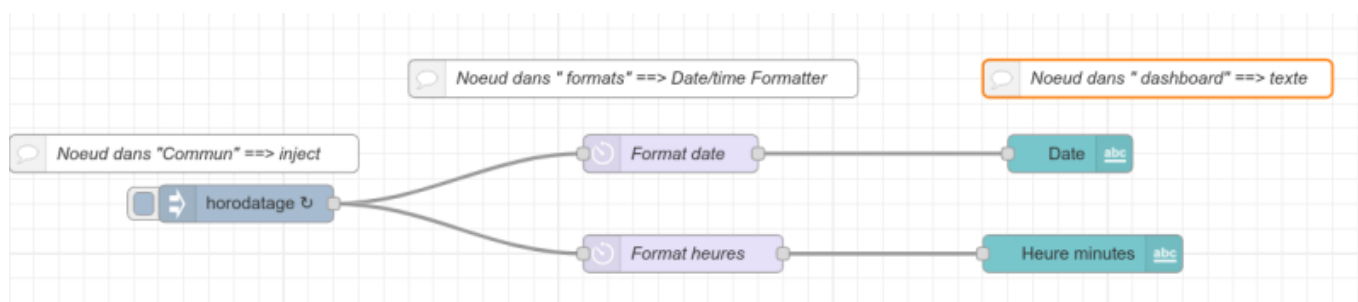 Noeud dans " formats" ==> Date/time Formatter
Noeud dans " dashboard" ==> texte
Noeud dans "Commun" ==> inject
Format date
Date abc
horodatage ↻
Format heures
Heure minutes abc